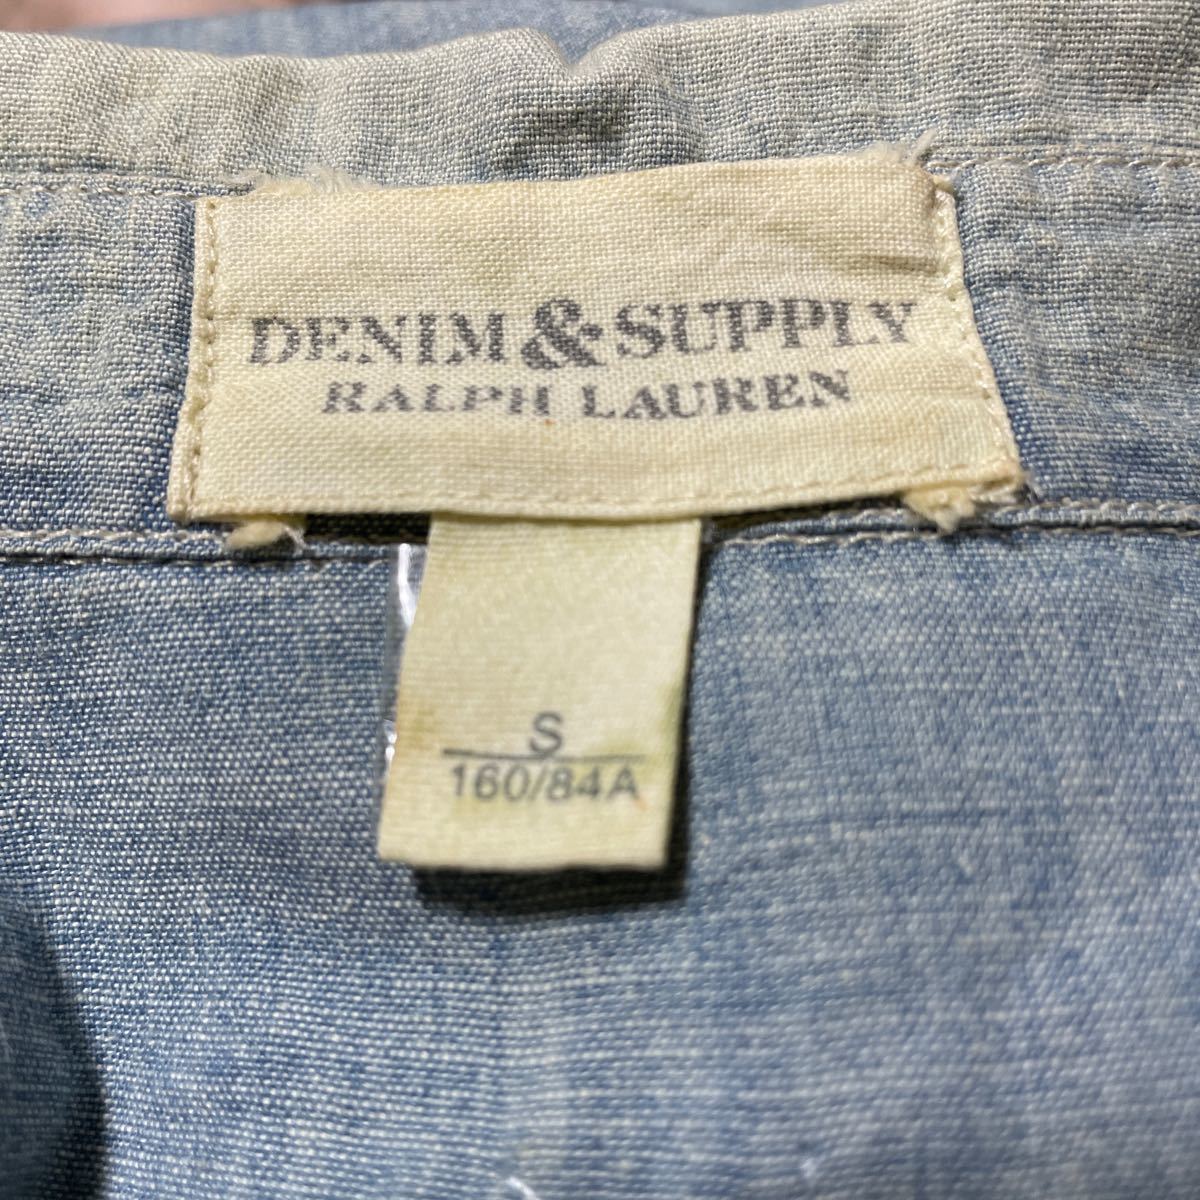 DENIM & SUPPLY
RALPH LAUREN
S
160/84A